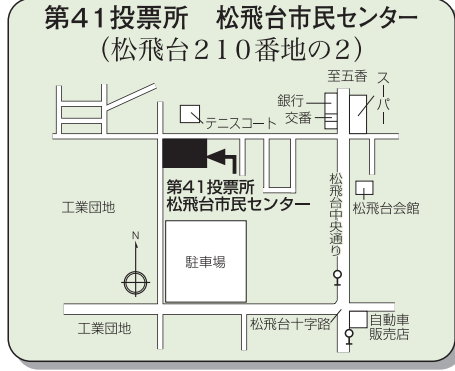 第41投票所　松飛台市民センター
（松飛台210番地の2）
至五香
スーパー
銀行
交番
テニスコート
第41投票所
松飛台市民センター
松飛台中央通り
松飛台会館
工業団地
N
駐車場
工業団地
松飛台十字路
自動車
販売店